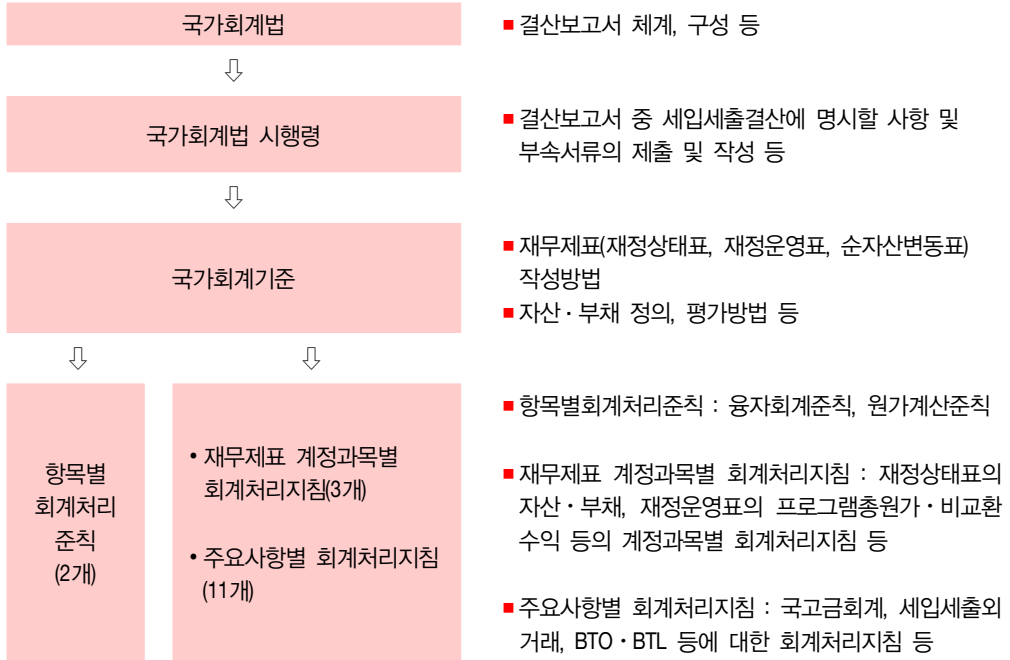 국가회계법
■ 결산보고서 체계, 구성 등
⇩
국가회계법 시행령
■ 결산보고서 중 세입세출결산에 명시할 사항 및
부속서류의 제출 및 작성 등
⇩
국가회계기준
■ 재무제표(재정상태표, 재정운영표, 순자산변동표)
작성방법
■ 자산·부채 정의, 평가방법 등
⇩ ⇩
항목별
회계처리
준칙
(2개)
• 재무제표 계정과목별
회계처리지침(3개)
• 주요사항별 회계처리지침
(11개)
■ 항목별회계처리준칙 : 융자회계준칙, 원가계산준칙
■ 재무제표 계정과목별 회계처리지침 : 재정상태표의
자산·부채, 재정운영표의 프로그램총원가·비교환
수익 등의 계정과목별 회계처리지침 등
■ 주요사항별 회계처리지침 : 국고금회계, 세입세출외
거래, BTO·BTL 등에 대한 회계처리지침 등